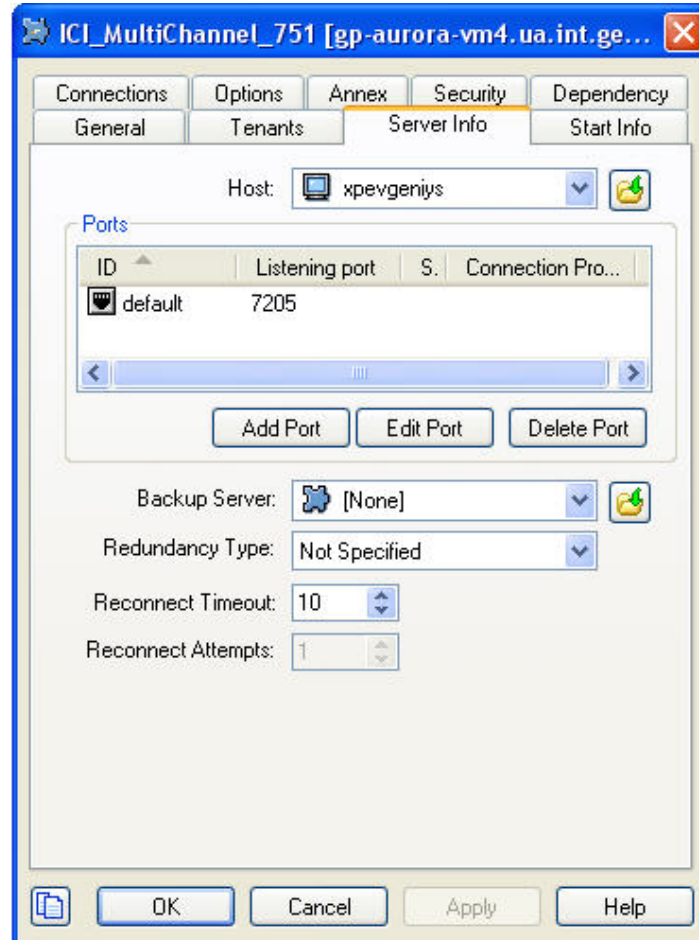 ICI_MultiChannel_751 [gp-aurora-vm4.ua.int.ge...
Connections Options Annex Security Dependency
General Tenants Server Info Start Info
Host: xpevgeniys
Ports
ID Listening port S. Connection Pro...
default 7205
Add Port Edit Port Delete Port
Backup Server: [None]
Redundancy Type: Not Specified
Reconnect Timeout: 10
Reconnect Attempts: 1
OK Cancel Apply Help